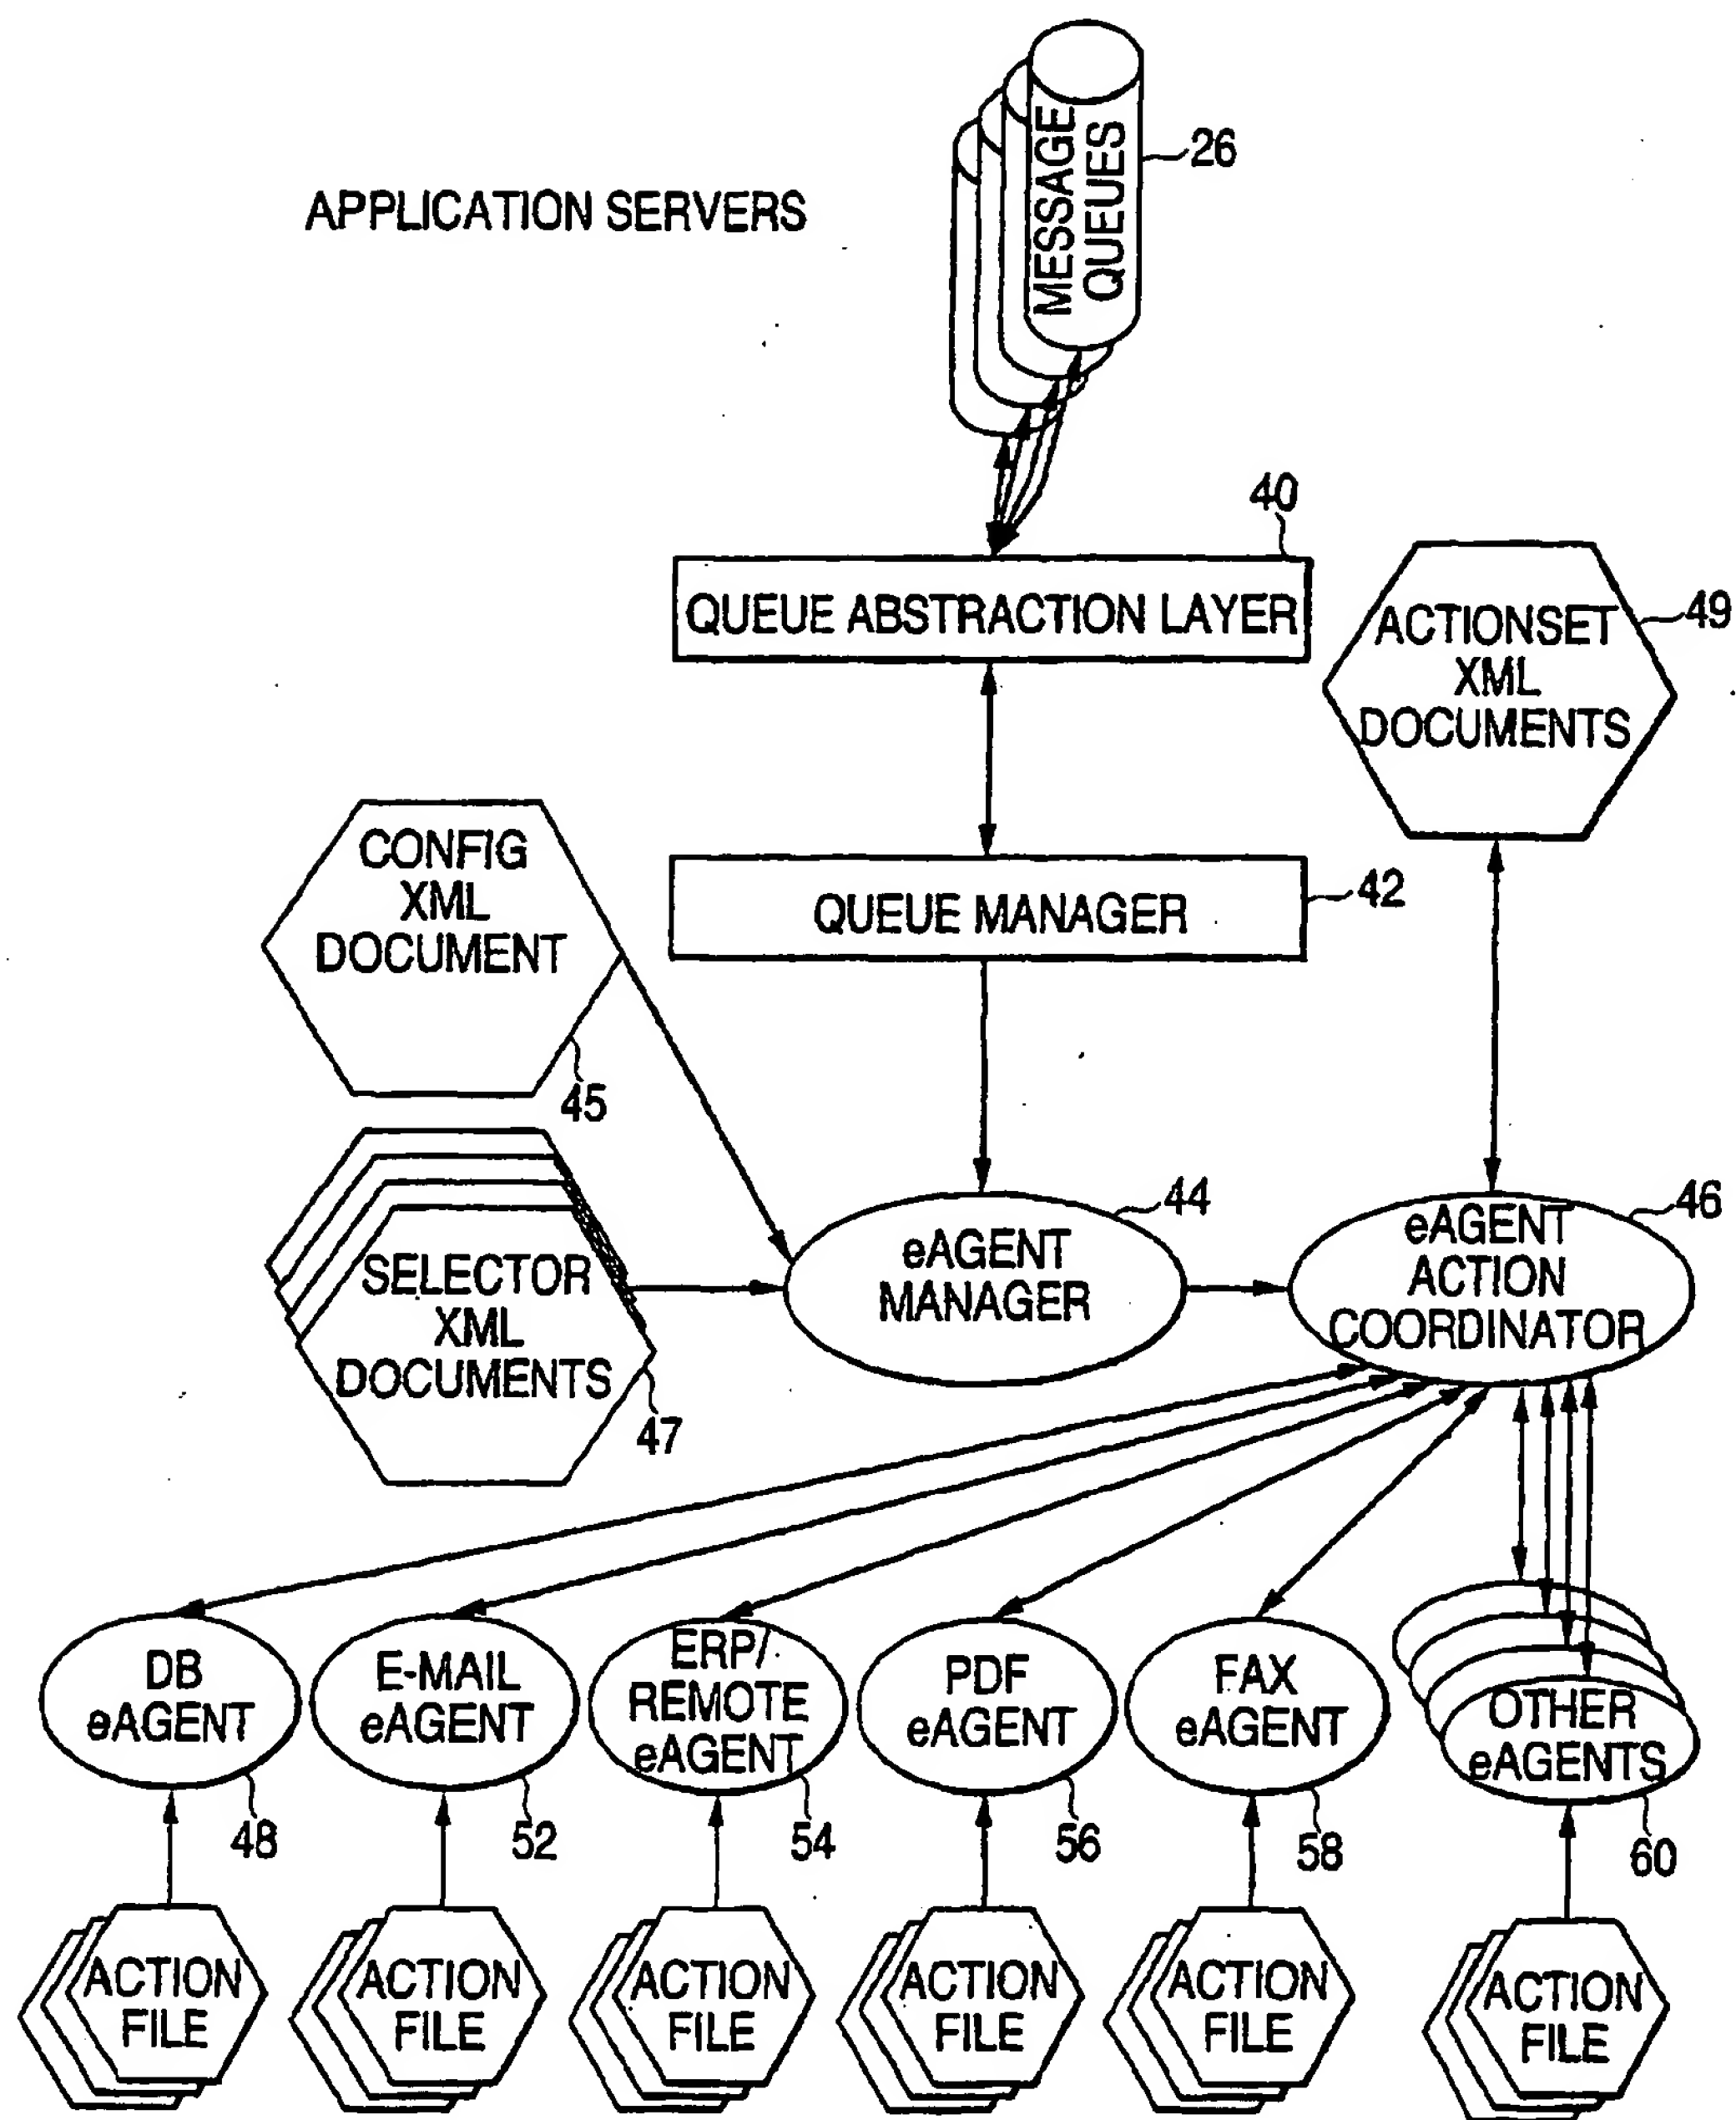 MESSAGE
QUEUES
26
APPLICATION SERVERS
40
QUEUE ABSTRACTION LAYER
ACTIONSET
XML
DOCUMENTS
49
CONFIG
XML
DOCUMENT
45
QUEUE MANAGER
42
SELECTOR
XML
DOCUMENTS
47
eAGENT
MANAGER
44
eAGENT
ACTION
COORDINATOR
46
DB
eAGENT
48
E-MAIL
eAGENT
52
ERP/
REMOTE
eAGENT
54
PDF
eAGENT
56
FAX
eAGENT
58
OTHER
eAGENTS
60
ACTION
FILE
ACTION
FILE
ACTION
FILE
ACTION
FILE
ACTION
FILE
ACTION
FILE